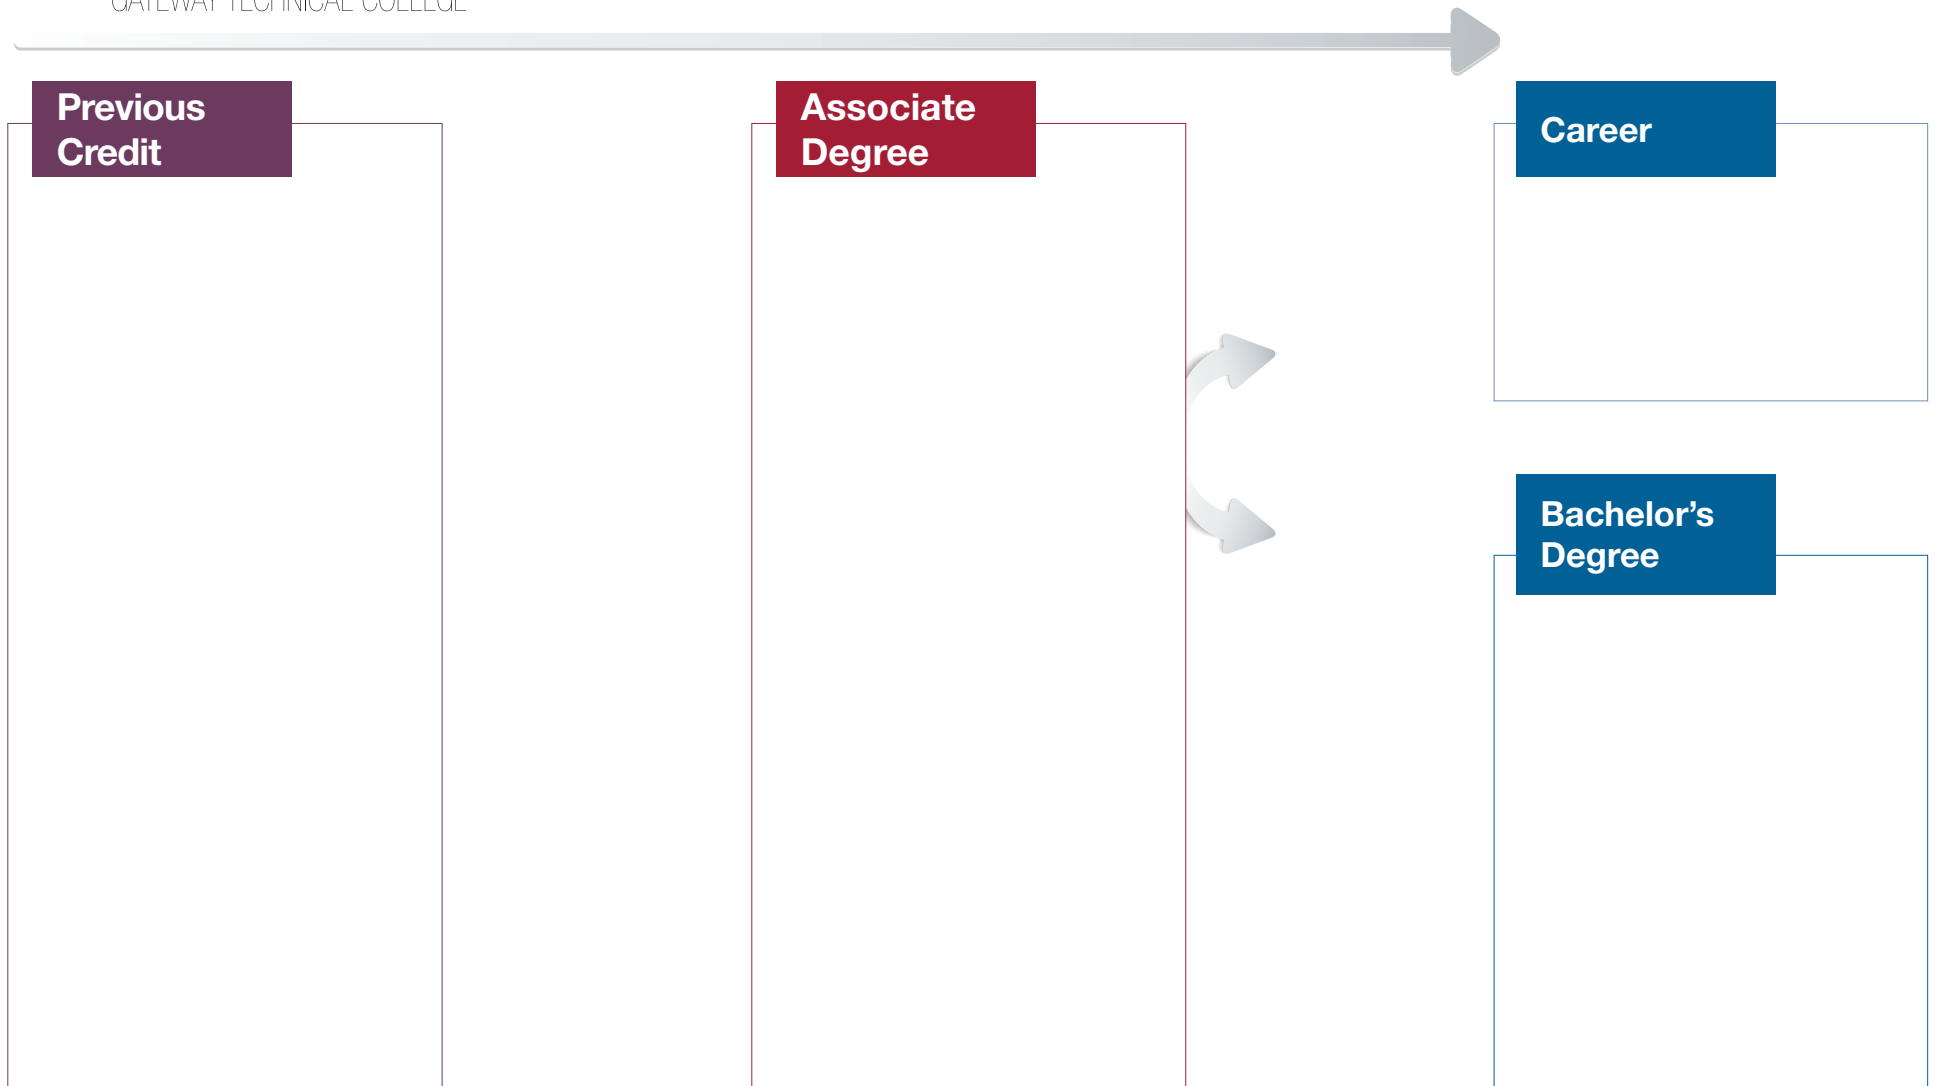 GATEWAY TECHNICAL COLLEGE
Previous
Credit
Associate
Degree
Career
Bachelor’s
Degree